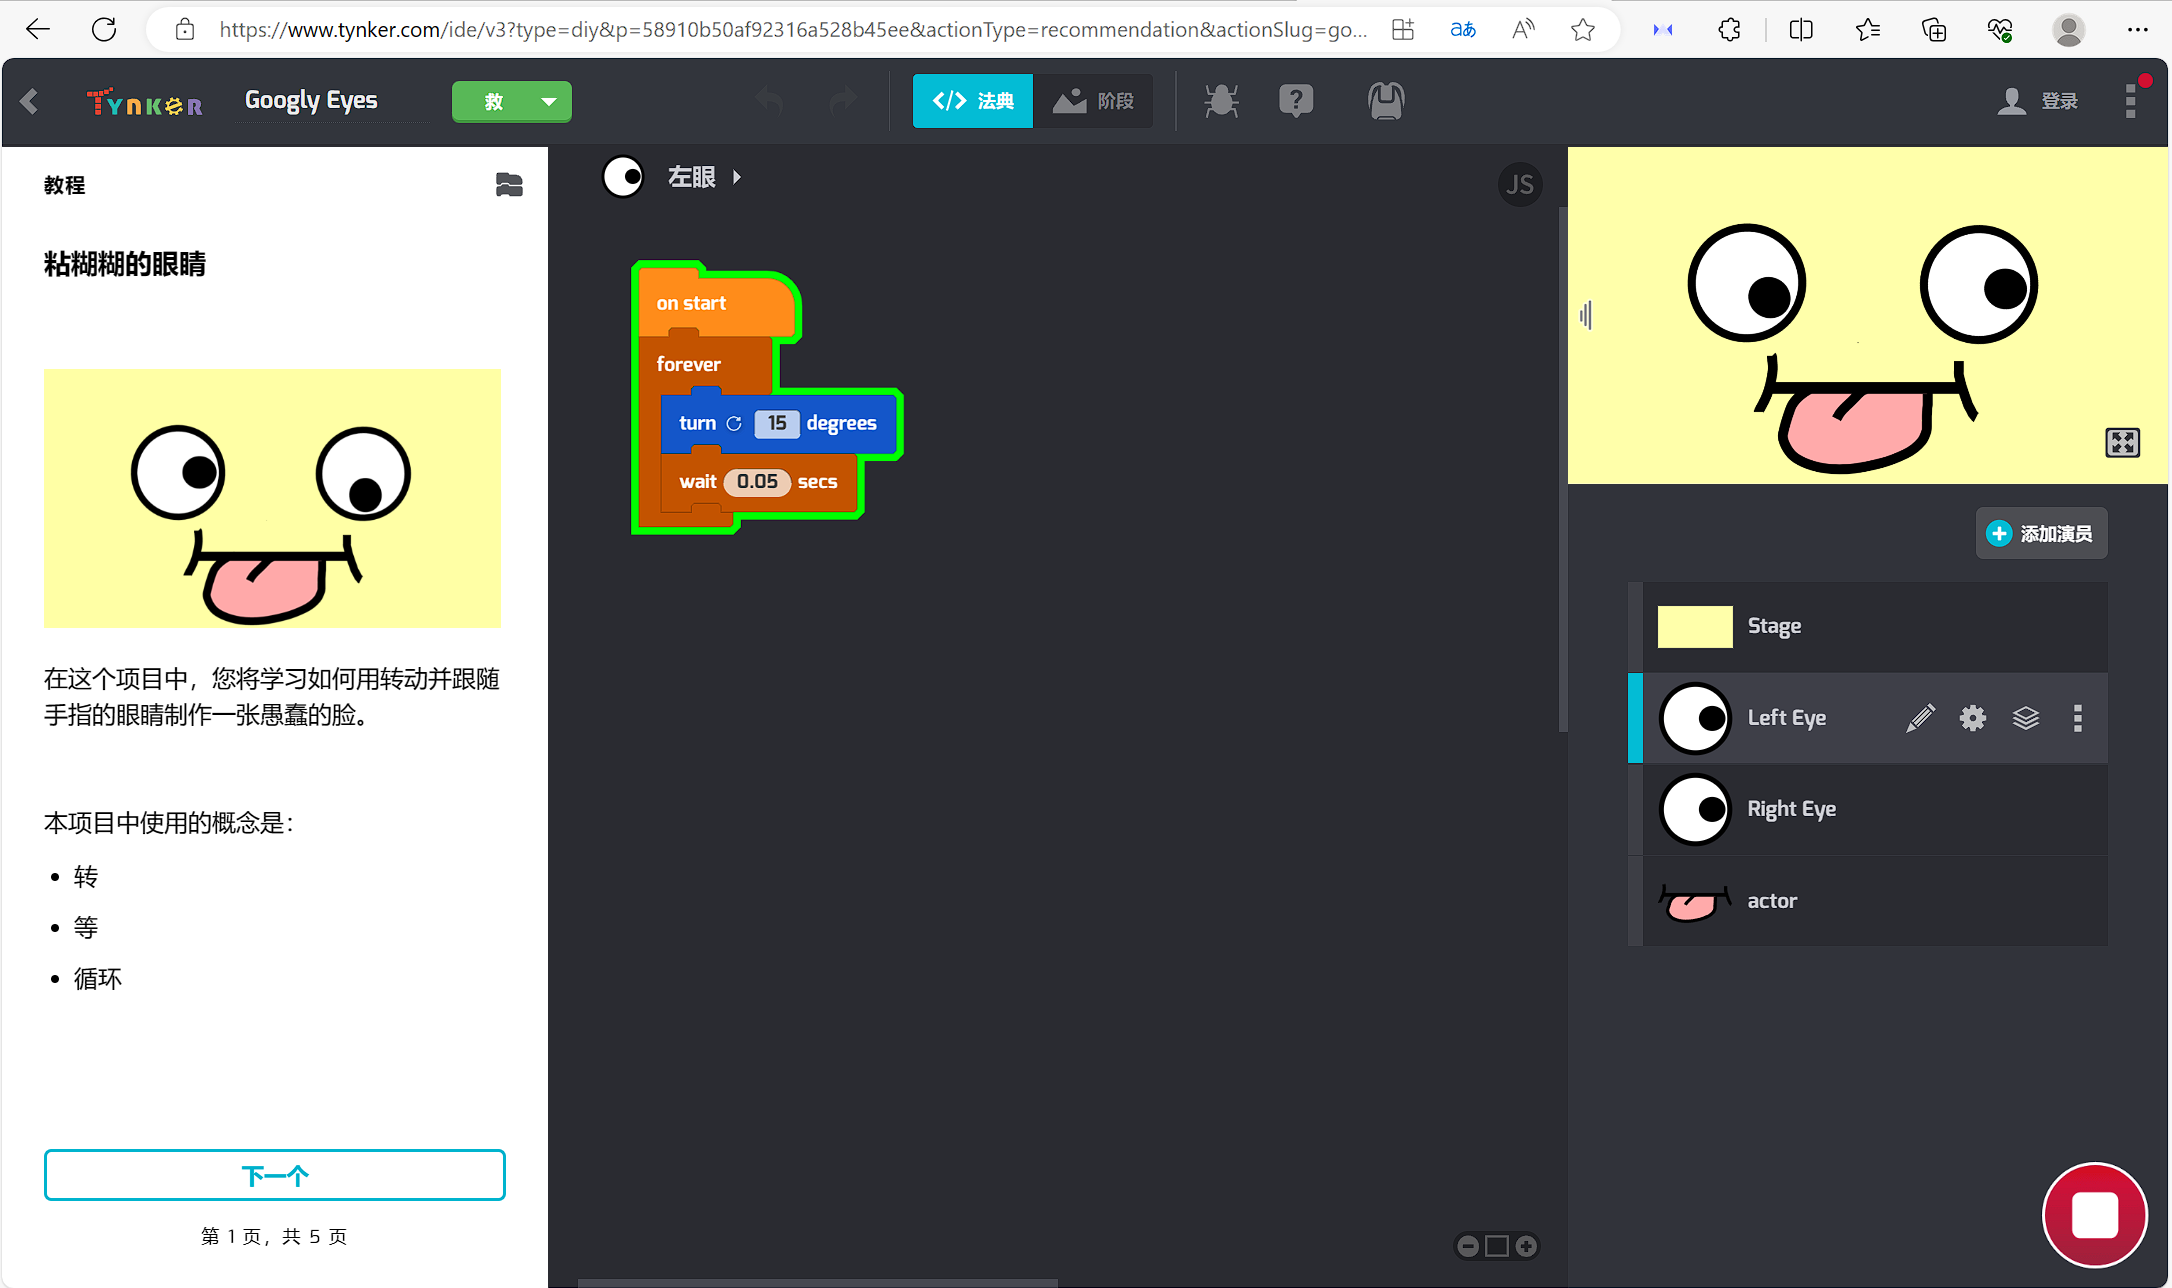 https://www.tynker.com/ide/v3?type=diy&p=58910b50af92316a528b45ee&actionType=recommendation&actionSlug=go...
TYNKER
Googly Eyes
救
</> 法典
阶段
?
登录
教程
粘糊糊的眼睛
在这个项目中，您将学习如何用转动并跟随
手指的眼睛制作一张愚蠢的脸。
本项目中使用的概念是：
• 转
• 等
• 循环
下一个
第 1 页，共 5 页
左眼
JS
on start
forever
turn 15 degrees
wait 0.05 secs
添加演员
Stage
Left Eye
Right Eye
actor